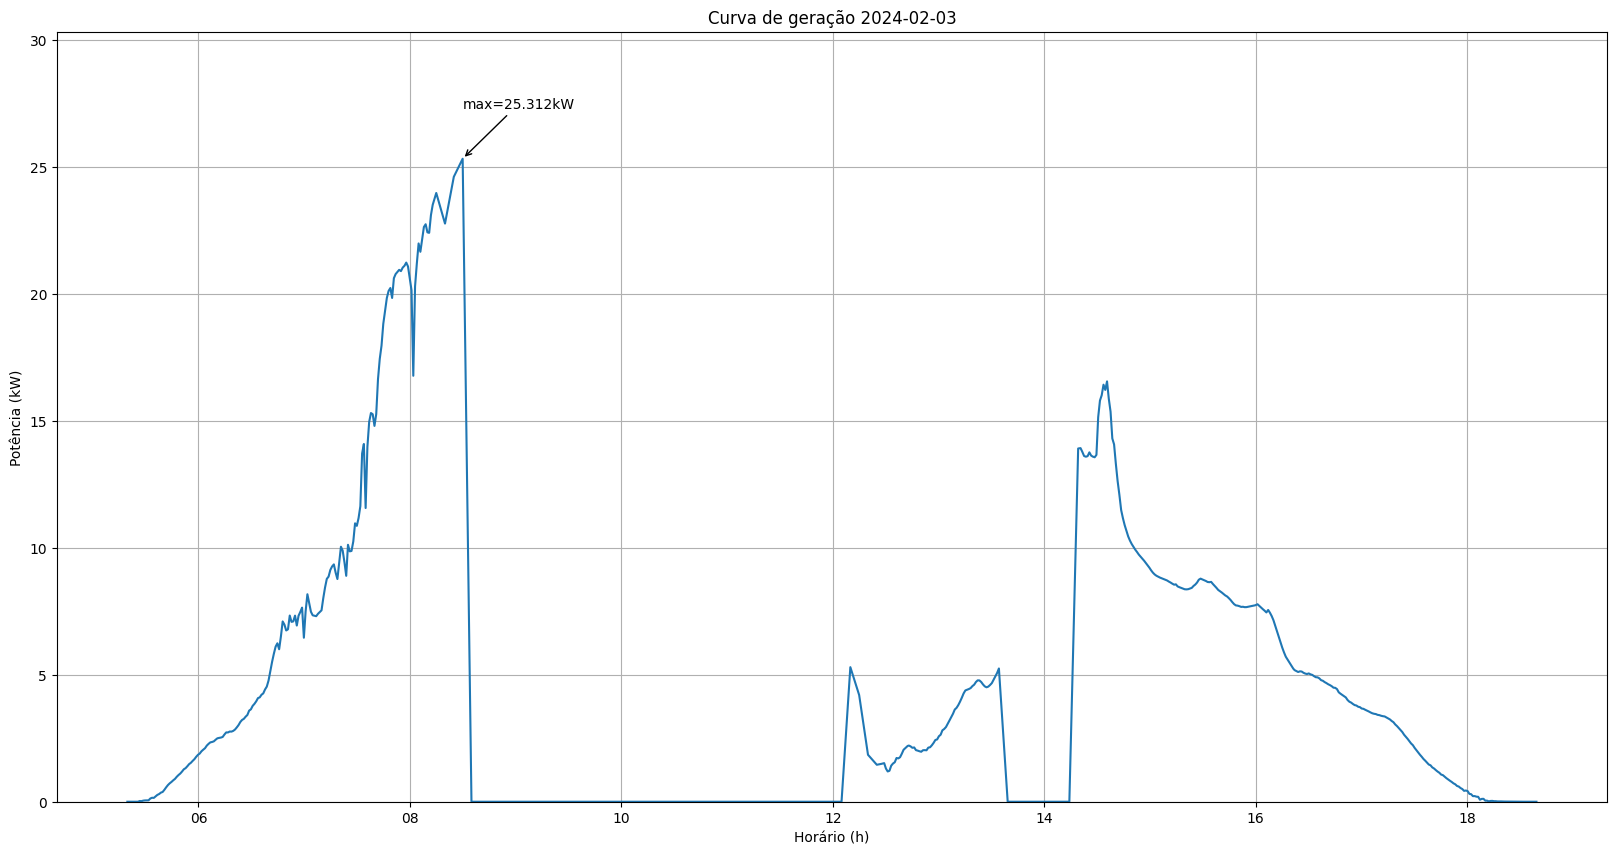 Curva de geração 2024-02-03
30
max=25.312kW
25
20
15
10
5
0
Potência (kW)
06 08 10 12 14 16 18
Horário (h)